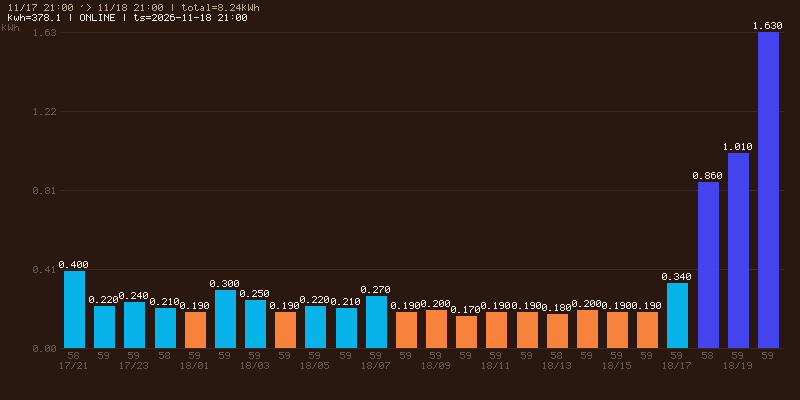 11/17 21:00 -> 11/18 21:00 | total=8.24KWh
Kwh=378.1 | ONLINE | ts=2026-11-18 21:00
KWh
1.63
1.22
0.81
0.41
0.00
0.400 0.220 0.240 0.210 0.190 0.300 0.250 0.190 0.220 0.210 0.270 0.190 0.200 0.170 0.190 0.190 0.180 0.200 0.190 0.190 0.340 0.860 1.010 1.630
58 59 59 58 59 59 59 59 59 59 59 59 59 59 59 59 58 59 59 59 59 58 59 59
17/21 17/23 18/01 18/03 18/05 18/07 18/09 18/11 18/13 18/15 18/17 18/19